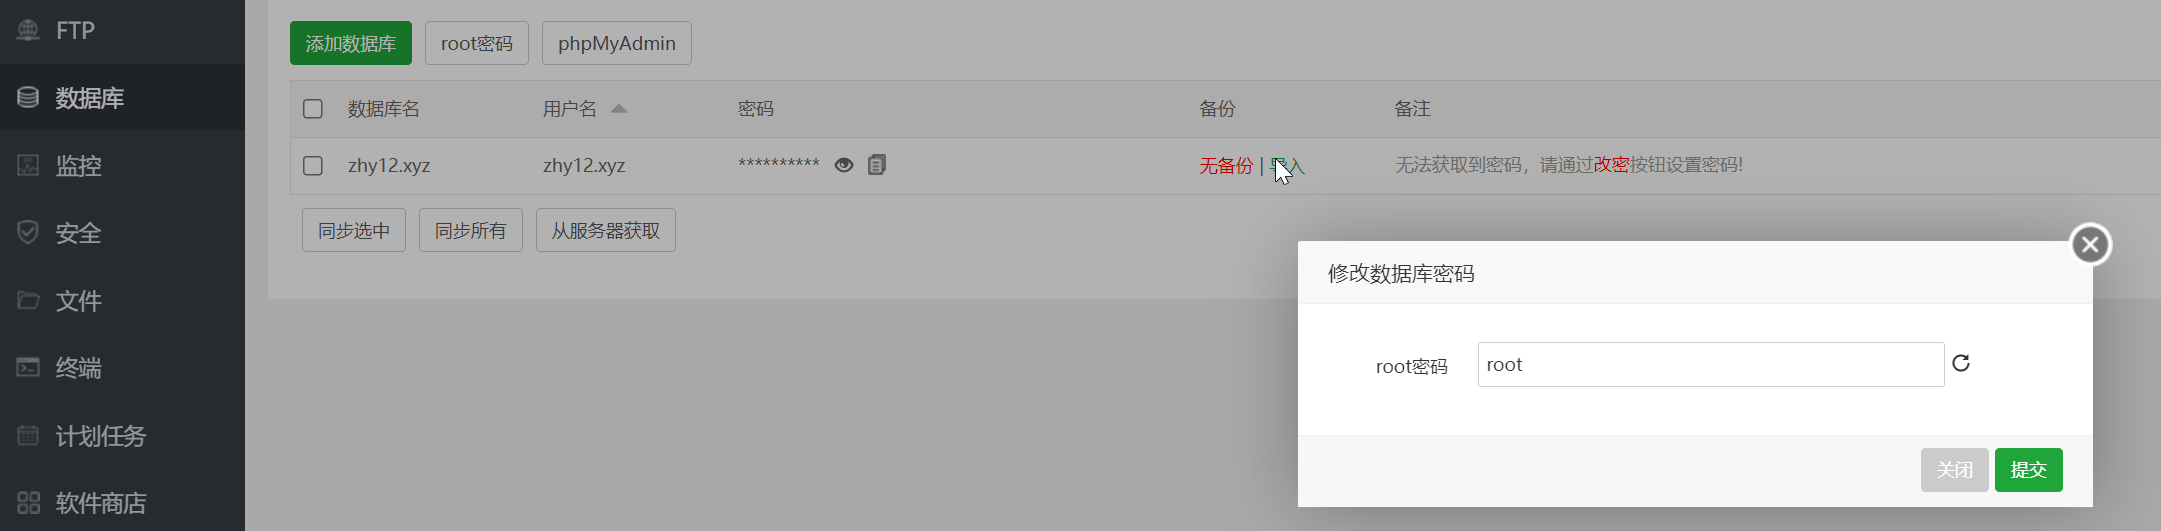 FTP
数据库
监控
安全
文件
终端
计划任务
软件商店
添加数据库 root密码 phpMyAdmin
数据库名 用户名 密码 备份 备注
zhy12.xyz zhy12.xyz ********** 无备份 | 导入 无法获取到密码，请通过改密按钮设置密码!
同步选中 同步所有 从服务器获取
修改数据库密码
root密码 root
关闭 提交